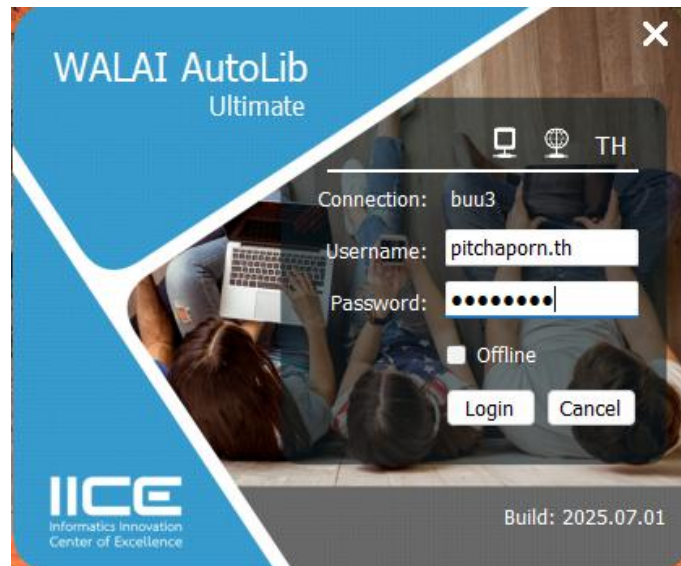 WALAI AutoLib
Ultimate
TH
Connection: buu3
Username: pitchaporn.th
Password: ●●●●●●●●
Offline
Login Cancel
IICE
Informatics Innovation
Center of Excellence
Build: 2025.07.01